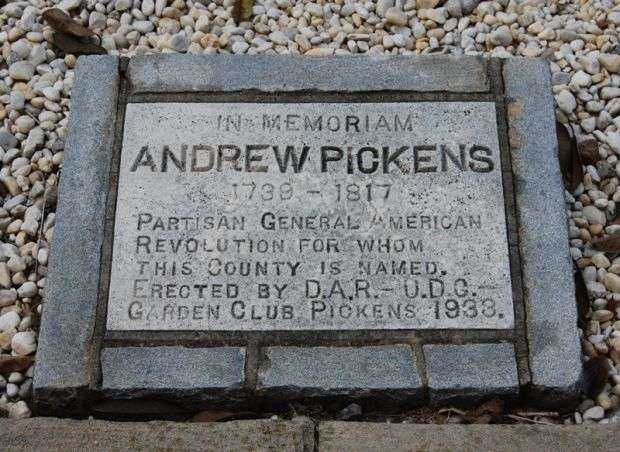 IN MEMORIAM
ANDREW PICKENS
1739 - 1817
PARTISAN GENERAL AMERICAN
REVOLUTION FOR WHOM
THIS COUNTY IS NAMED.
ERECTED BY D.A.R.- U.D.C.-
GARDEN CLUB PICKENS 1938.